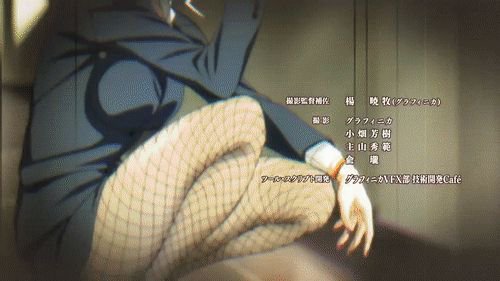 撮影監督補佐 楊 暁牧(グラフィニカ)
撮影 グラフィニカ
小畑芳樹
圭山秀範
倉 瓏
ツール・スクリプト開発 グラフィニカVFX部 技術開発Café